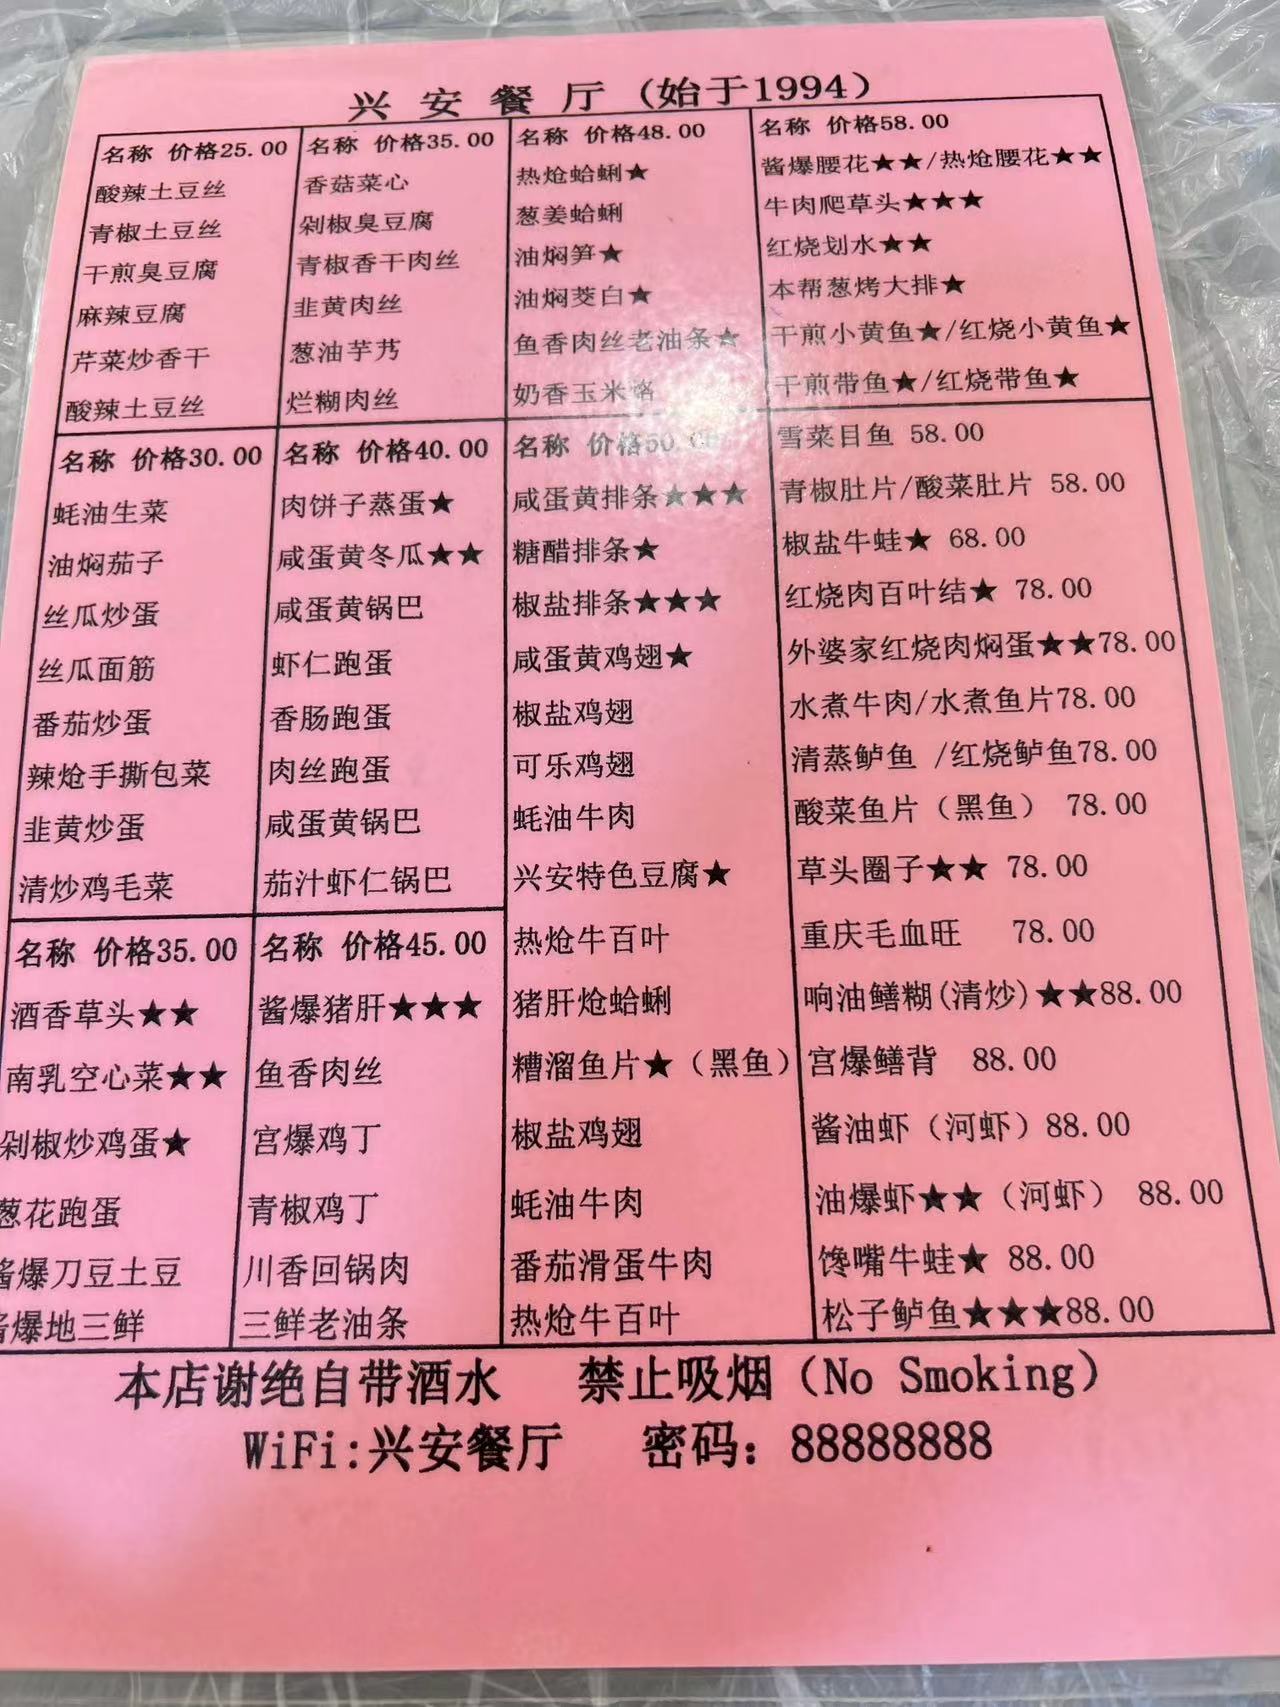 兴安餐厅(始于1994)
名称 价格25.00
酸辣土豆丝
青椒土豆丝
干煎臭豆腐
麻辣豆腐
芹菜炒香干
酸辣土豆丝
名称 价格30.00
蚝油生菜
油焖茄子
丝瓜炒蛋
丝瓜面筋
番茄炒蛋
辣炝手撕包菜
韭黄炒蛋
清炒鸡毛菜
名称 价格35.00
酒香草头★★
南乳空心菜★★
剁椒炒鸡蛋★
葱花跑蛋
酱爆刀豆土豆
酱爆地三鲜
名称 价格35.00
香菇菜心
剁椒臭豆腐
青椒香干肉丝
韭黄肉丝
葱油芋艿
烂糊肉丝
名称 价格40.00
肉饼子蒸蛋★
咸蛋黄冬瓜★★
咸蛋黄锅巴
虾仁跑蛋
香肠跑蛋
肉丝跑蛋
咸蛋黄锅巴
茄汁虾仁锅巴
名称 价格45.00
酱爆猪肝★★★
鱼香肉丝
宫爆鸡丁
青椒鸡丁
川香回锅肉
三鲜老油条
名称 价格48.00
热炝蛤蜊★
葱姜蛤蜊
油焖笋★
油焖茭白★
鱼香肉丝老油条★
奶香玉米烙
名称 价格50.00
咸蛋黄排条★★★
糖醋排条★
椒盐排条★★★
咸蛋黄鸡翅★
椒盐鸡翅
可乐鸡翅
蚝油牛肉
兴安特色豆腐★
热炝牛百叶
猪肝炝蛤蜊
糟溜鱼片★（黑鱼）
椒盐鸡翅
蚝油牛肉
番茄滑蛋牛肉
热炝牛百叶
名称 价格58.00
酱爆腰花★★/热炝腰花★★
牛肉爬草头★★★
红烧划水★★
本帮葱烤大排★
干煎小黄鱼★/红烧小黄鱼★
干煎带鱼★/红烧带鱼★
雪菜目鱼 58.00
青椒肚片/酸菜肚片 58.00
椒盐牛蛙★ 68.00
红烧肉百叶结★ 78.00
外婆家红烧肉焖蛋★★78.00
水煮牛肉/水煮鱼片78.00
清蒸鲈鱼 /红烧鲈鱼78.00
酸菜鱼片（黑鱼） 78.00
草头圈子★★ 78.00
重庆毛血旺 78.00
响油鳝糊(清炒)★★88.00
宫爆鳝背 88.00
酱油虾（河虾）88.00
油爆虾★★（河虾） 88.00
馋嘴牛蛙★ 88.00
松子鲈鱼★★★88.00
本店谢绝自带酒水 禁止吸烟（No Smoking）
WiFi:兴安餐厅 密码：88888888